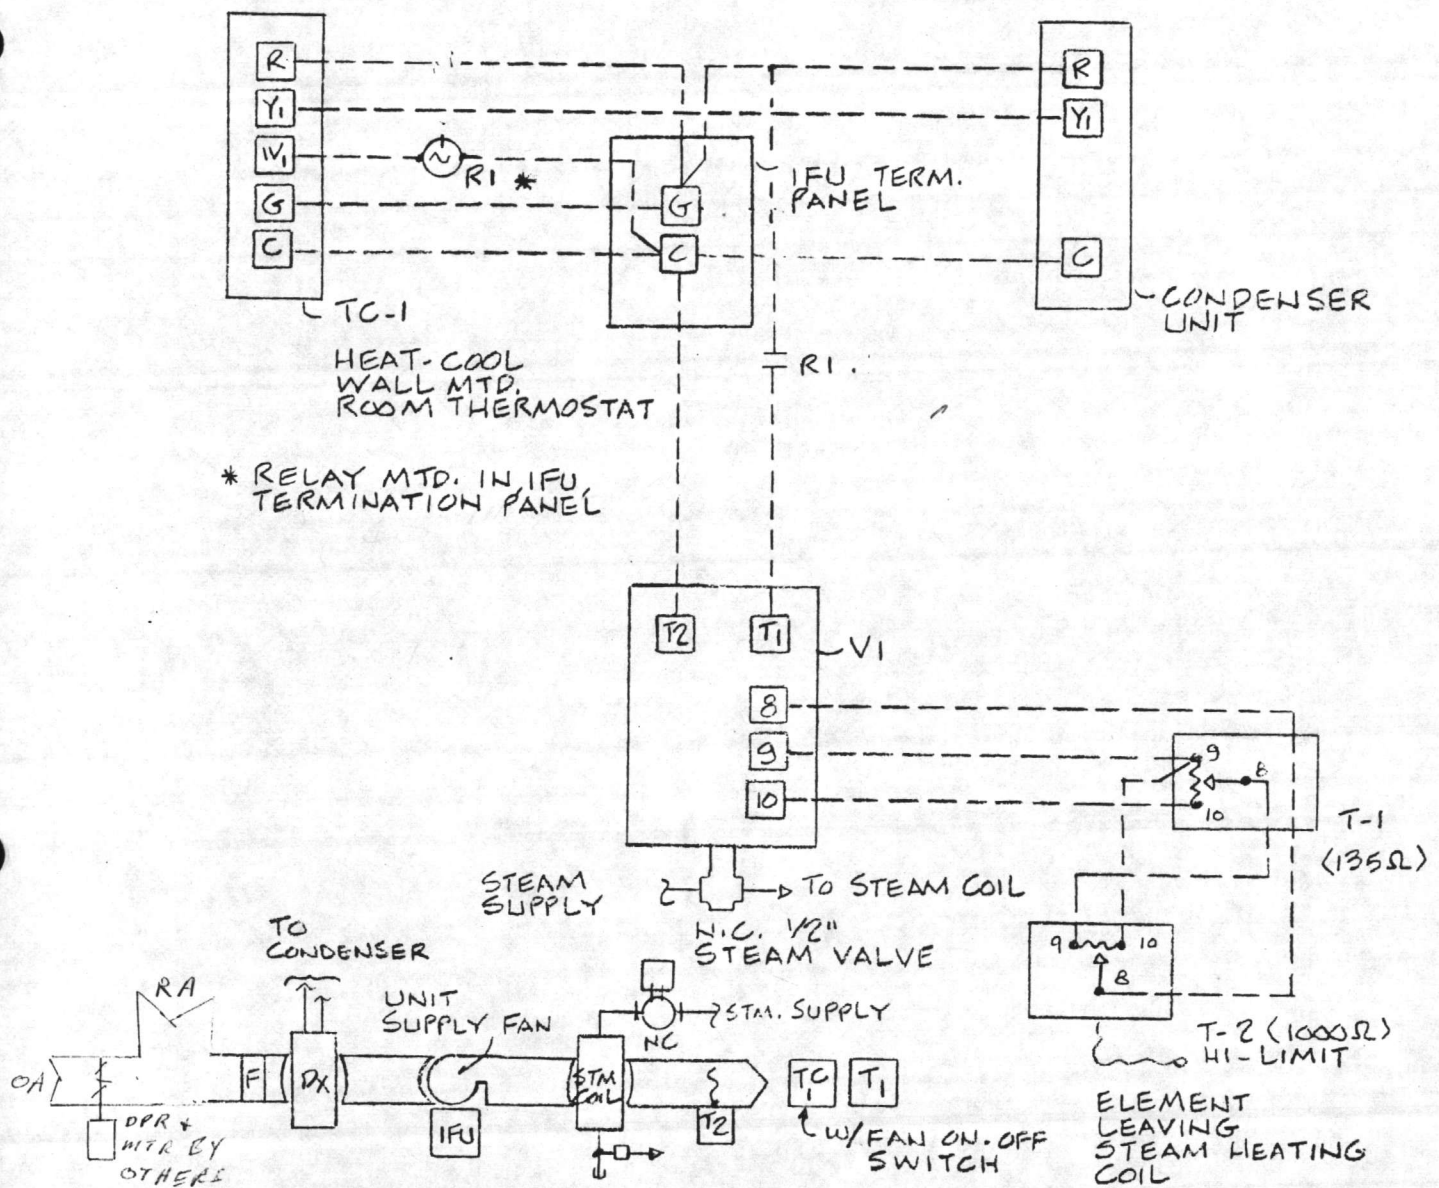 R
Y1
W1
G
C
R1 *
TC-1
HEAT-COOL
WALL MTD.
ROOM THERMOSTAT
G
C
IFU TERM.
PANEL
R
Y1
C
CONDENSER
UNIT
R1.
* RELAY MTD. IN IFU
TERMINATION PANEL
T2
T1
V1
8
9
10
9
8
10
T-1
(135Ω)
STEAM
SUPPLY
TO STEAM COIL
N.C. 1/2"
STEAM VALVE
9
10
8
T-2 (1000Ω)
HI-LIMIT
ELEMENT
LEAVING
STEAM HEATING
COIL
TO
CONDENSER
RA
UNIT
SUPPLY FAN
STM. SUPPLY
NC
OA
F
DX
STM
COIL
TC
1
T1
IFU
T2
DPR &
MTR BY
OTHERS
W/FAN ON-OFF
SWITCH